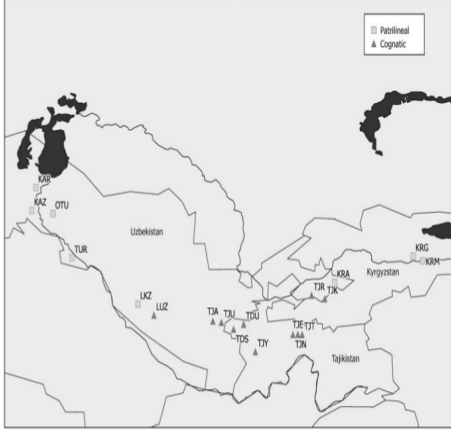 Patrilineal
Cognatic
KAR
KAZ
OTU
Uzbekistan
TUR
KRG
KRM
KRA
Kyrgyzstan
TJR
TJK
LKZ
LUZ
TJA
TJU
TDU
TDS
TJE
TJT
TJN
TJY
Tajikistan